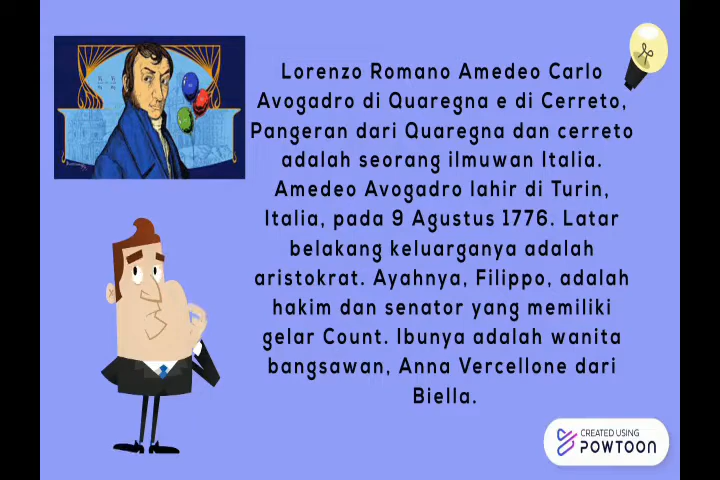 Lorenzo Romano Amedeo Carlo
Avogadro di Quaregna e di Cerreto,
Pangeran dari Quaregna dan cerreto
adalah seorang ilmuwan Italia.
Amedeo Avogadro lahir di Turin,
Italia, pada 9 Agustus 1776. Latar
belakang keluarganya adalah
aristokrat. Ayahnya, Filippo, adalah
hakim dan senator yang memiliki
gelar Count. Ibunya adalah wanita
bangsawan, Anna Vercellone dari
Biella.
CREATED USING
POWTOON